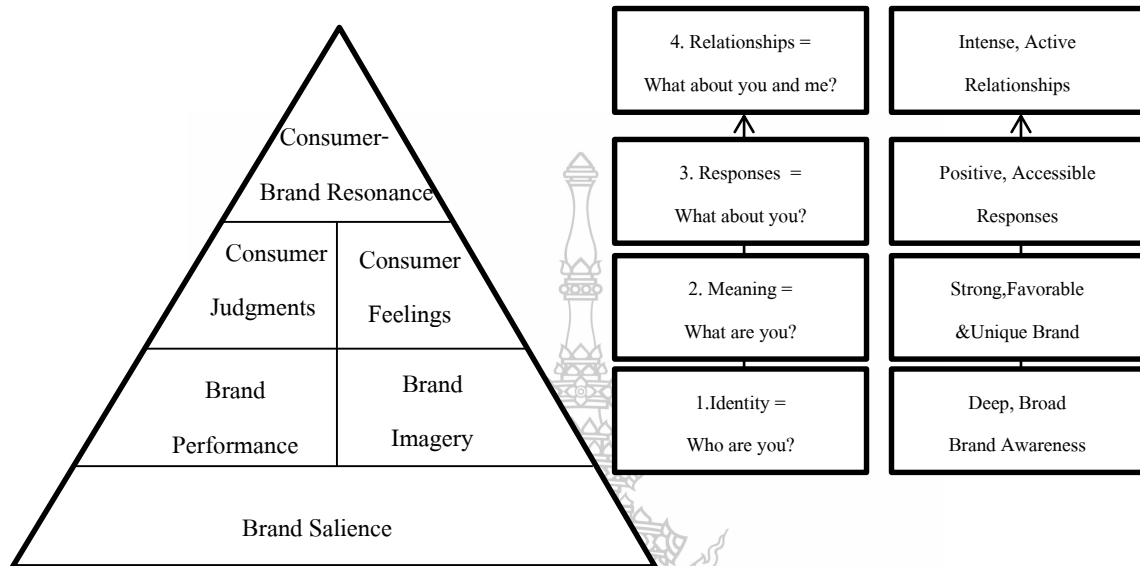 Consumer-
Brand Resonance
Consumer
Judgments
Consumer
Feelings
Brand
Performance
Brand
Imagery
Brand Salience
4. Relationships =
What about you and me?
Intense, Active
Relationships
3. Responses =
What about you?
Positive, Accessible
Responses
2. Meaning =
What are you?
Strong,Favorable
&Unique Brand
1.Identity =
Who are you?
Deep, Broad
Brand Awareness